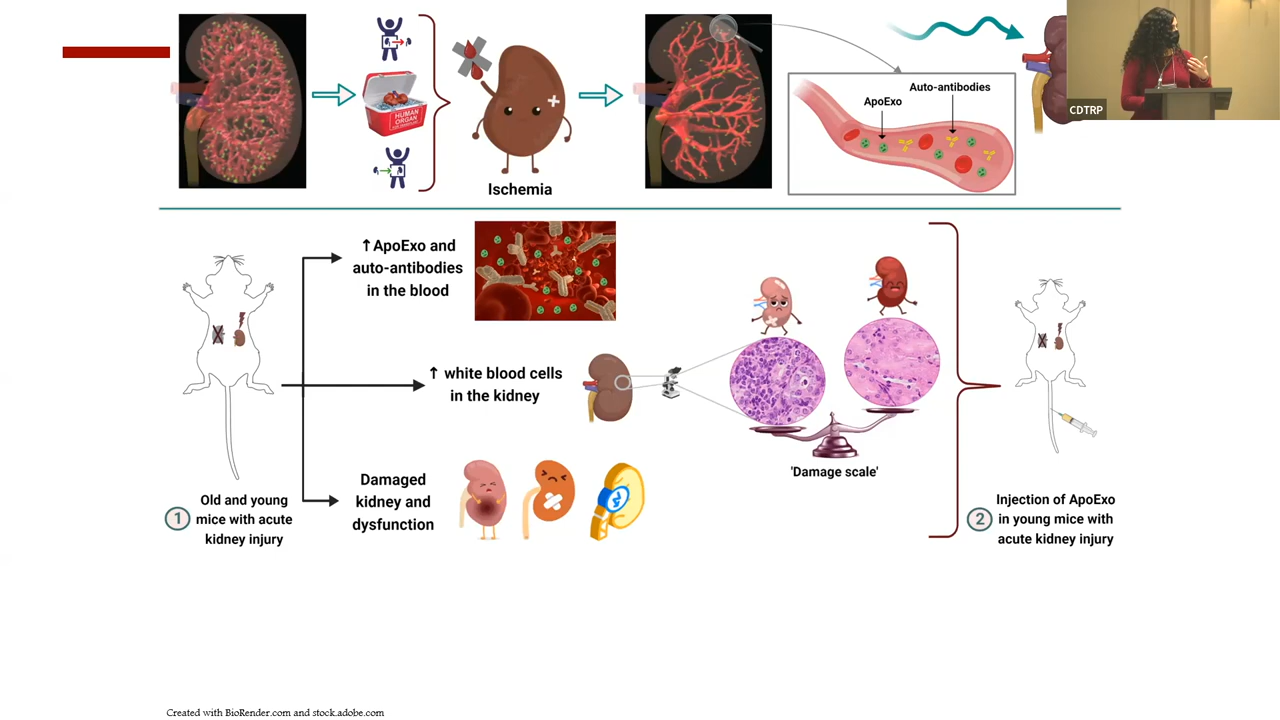 Auto-antibodies
ApoExo
CDTRP
HUMAN
ORGAN
Ischemia
↑ApoExo and
auto-antibodies
in the blood
↑ white blood cells
in the kidney
'Damage scale'
Damaged
kidney and
dysfunction
1
Old and young
mice with acute
kidney injury
2
Injection of ApoExo
in young mice with
acute kidney injury
Created with BioRender.com and stock.adobe.com